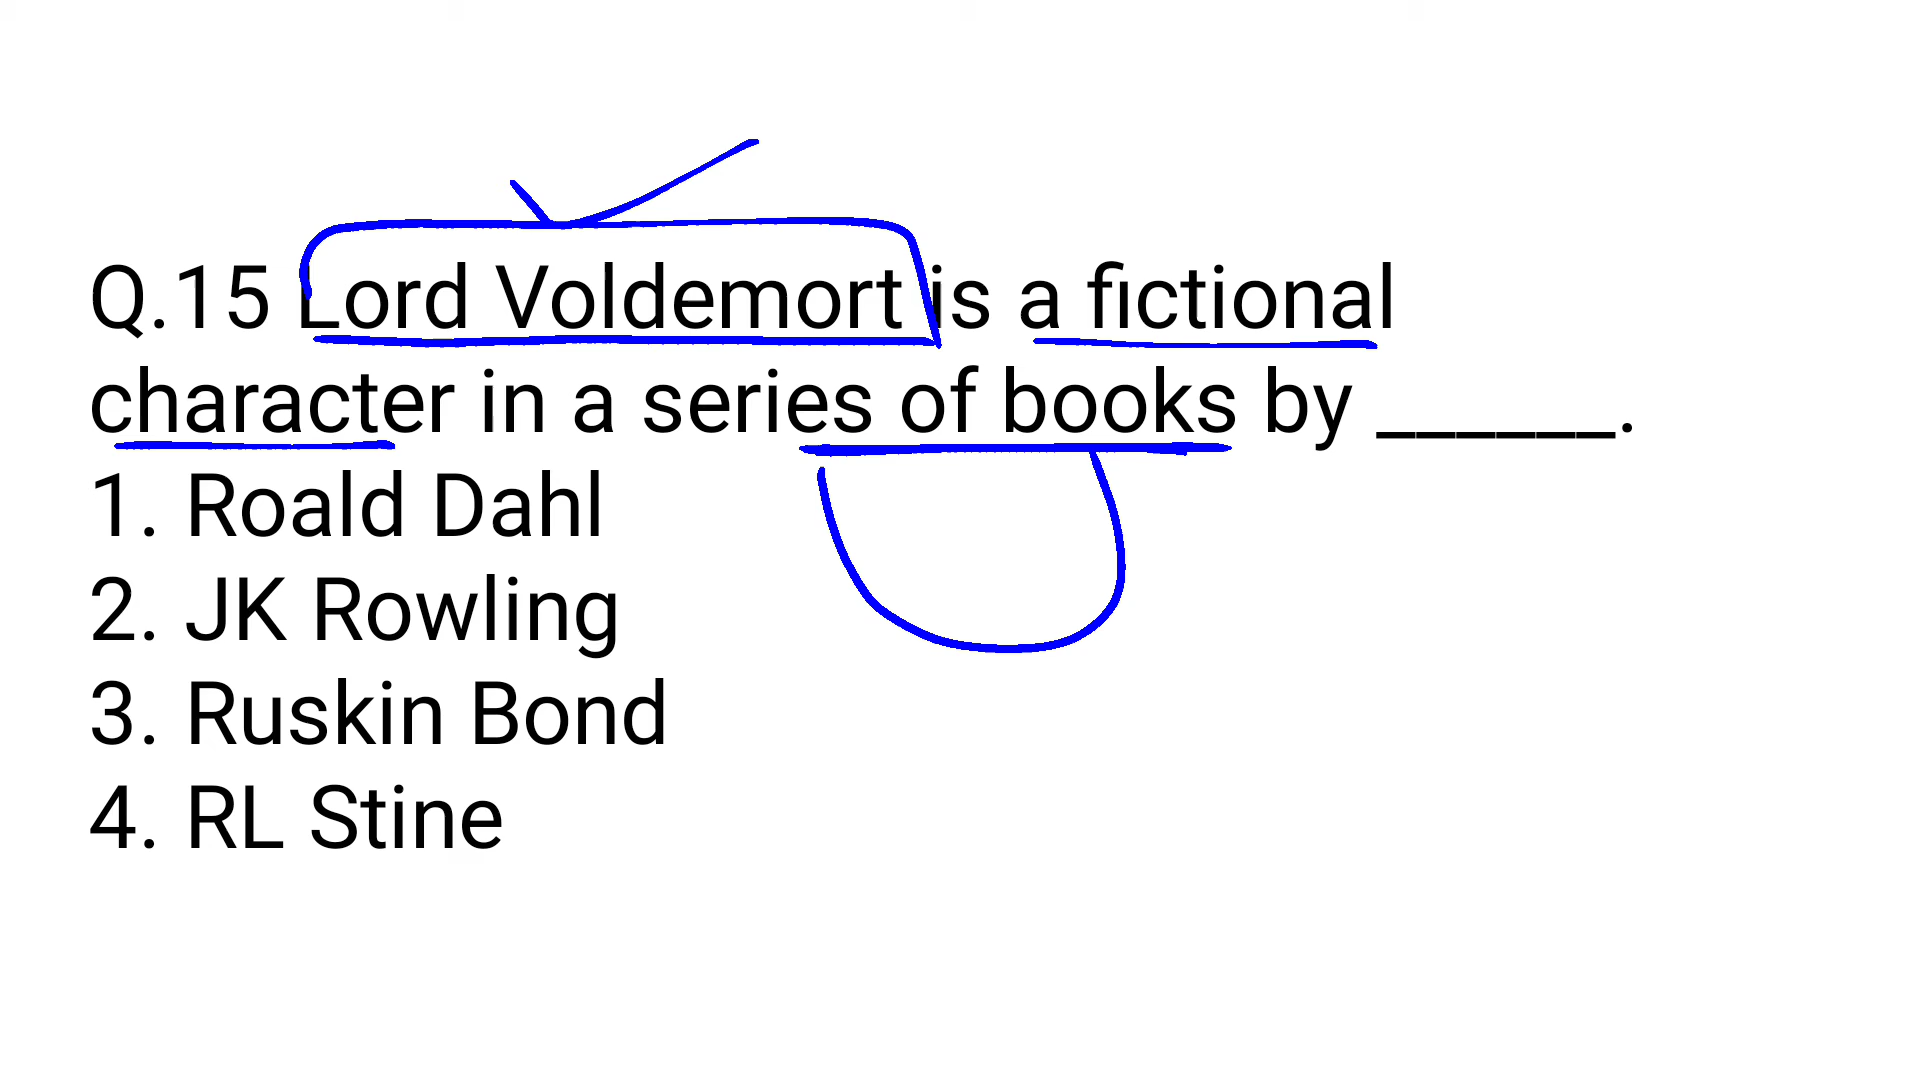 Q.15 Lord Voldemort is a fictional
character in a series of books by ______.
1. Roald Dahl
2. JK Rowling
3. Ruskin Bond
4. RL Stine